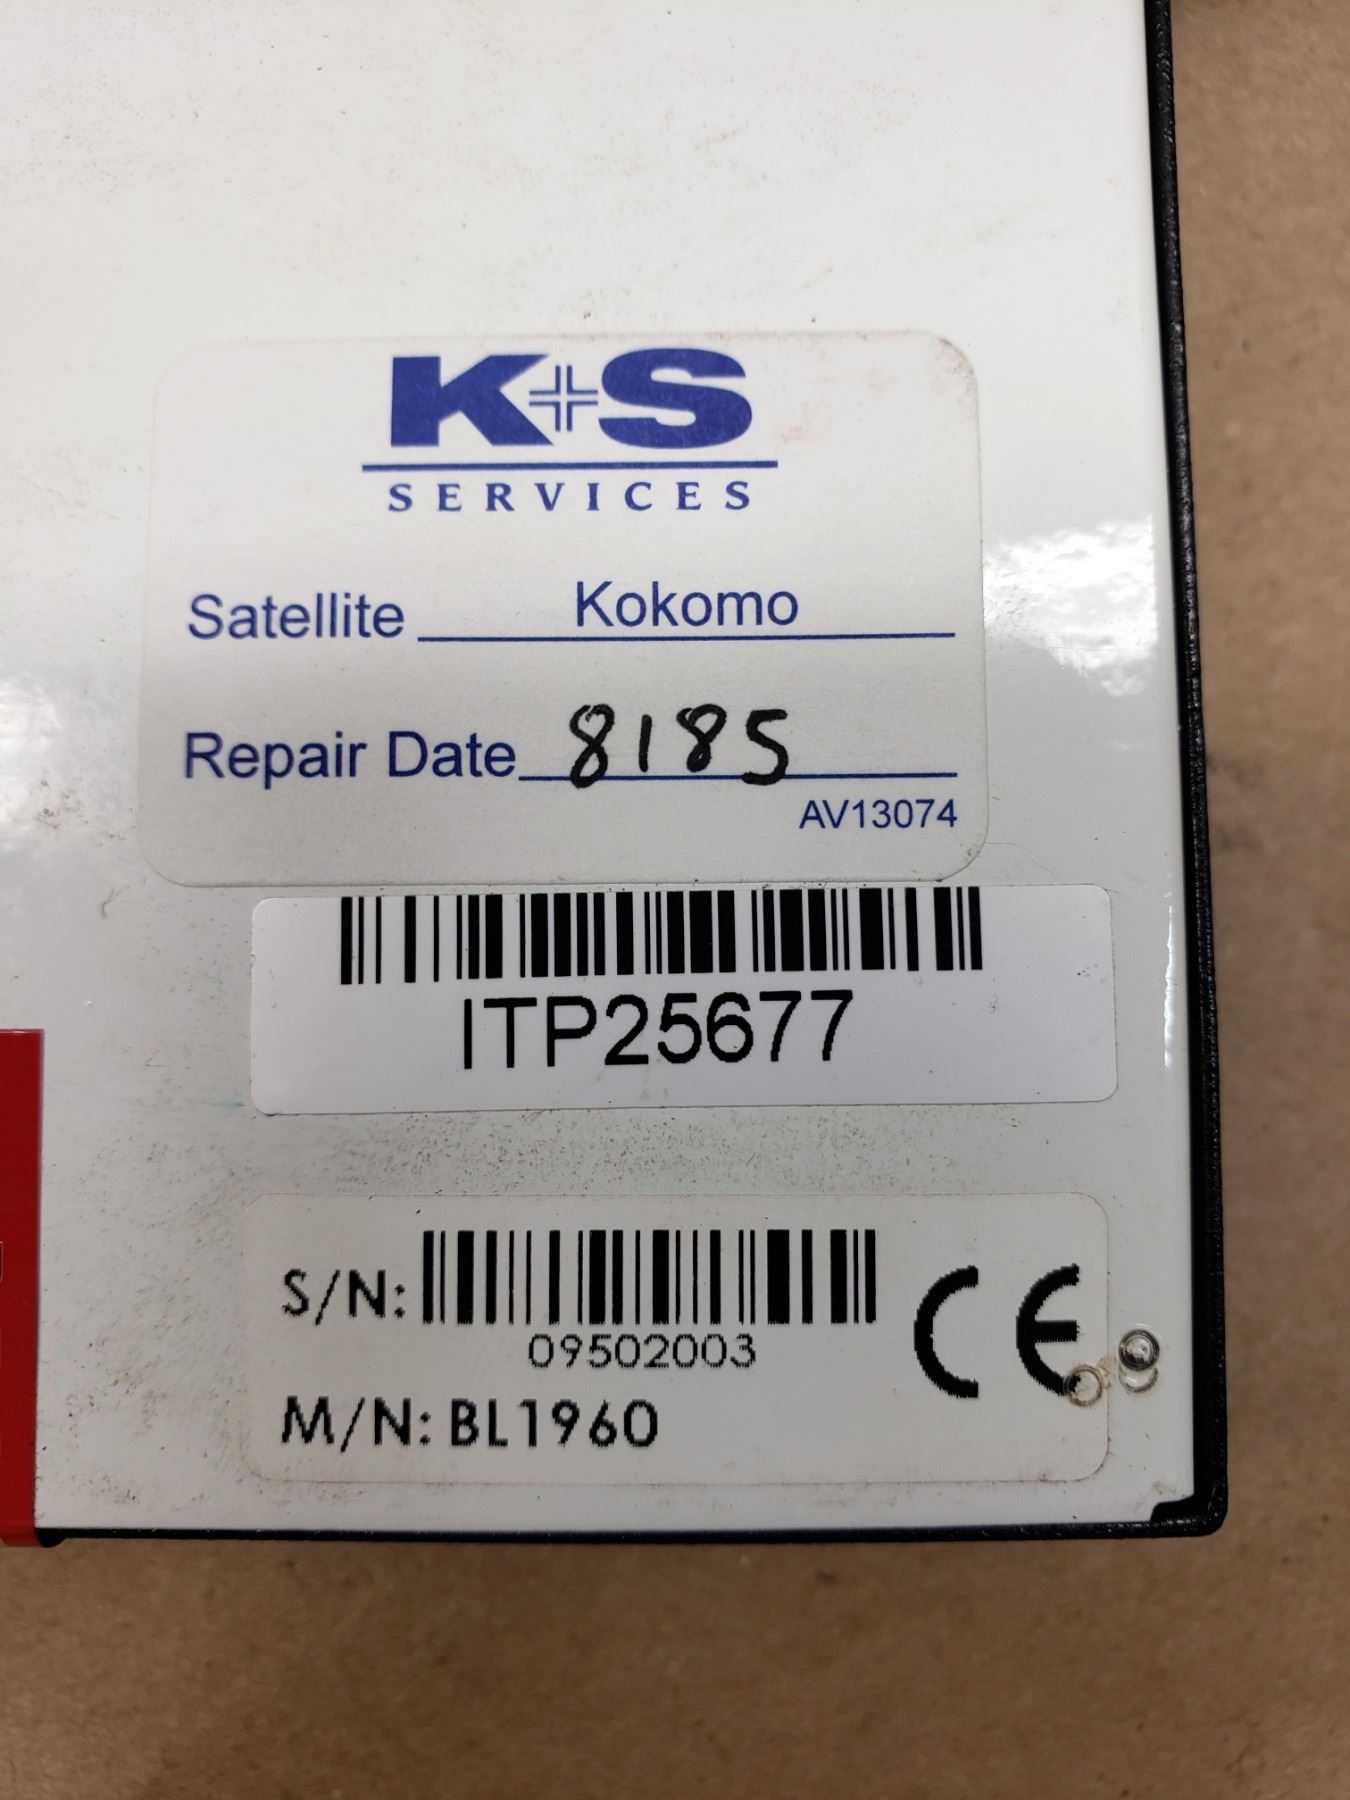 K+S
SERVICES
Satellite Kokomo
Repair Date 8185
AV13074
ITP25677
S/N:
09502003
M/N: BL1960
CE